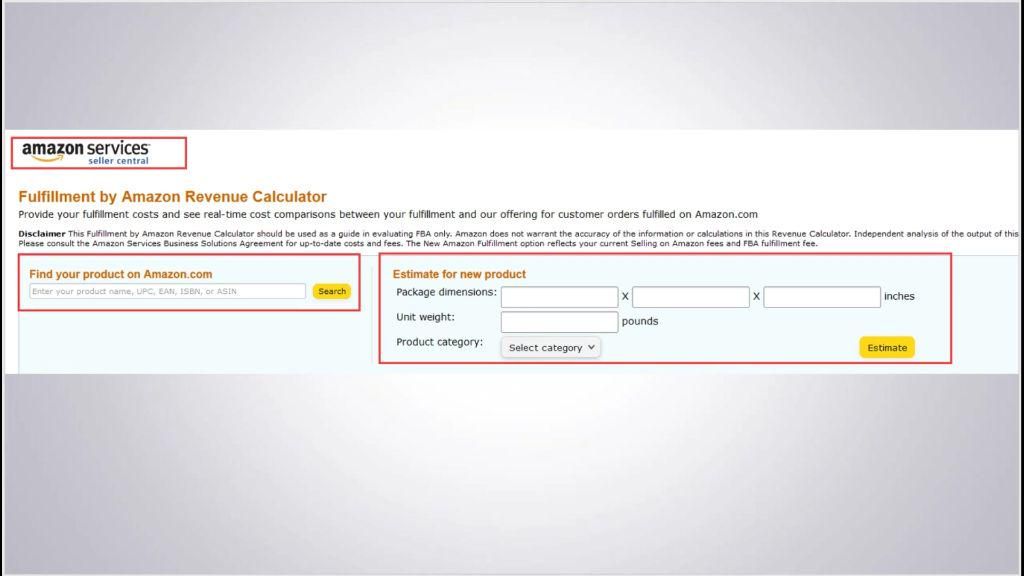 amazon services
seller central
Fulfillment by Amazon Revenue Calculator
Provide your fulfillment costs and see real-time cost comparisons between your fulfillment and our offering for customer orders fulfilled on Amazon.com
Disclaimer This Fulfillment by Amazon Revenue Calculator should be used as a guide in evaluating FBA only. Amazon does not warrant the accuracy of the information or calculations in this Revenue Calculator. Independent analysis of the output of this
Please consult the Amazon Services Business Solutions Agreement for up-to-date costs and fees. The New Amazon Fulfillment option reflects your current Selling on Amazon fees and FBA fulfillment fee.
Find your product on Amazon.com
Enter your product name, UPC, EAN, ISBN, or ASIN Search
Estimate for new product
Package dimensions: X X inches
Unit weight: pounds
Product category: Select category Estimate